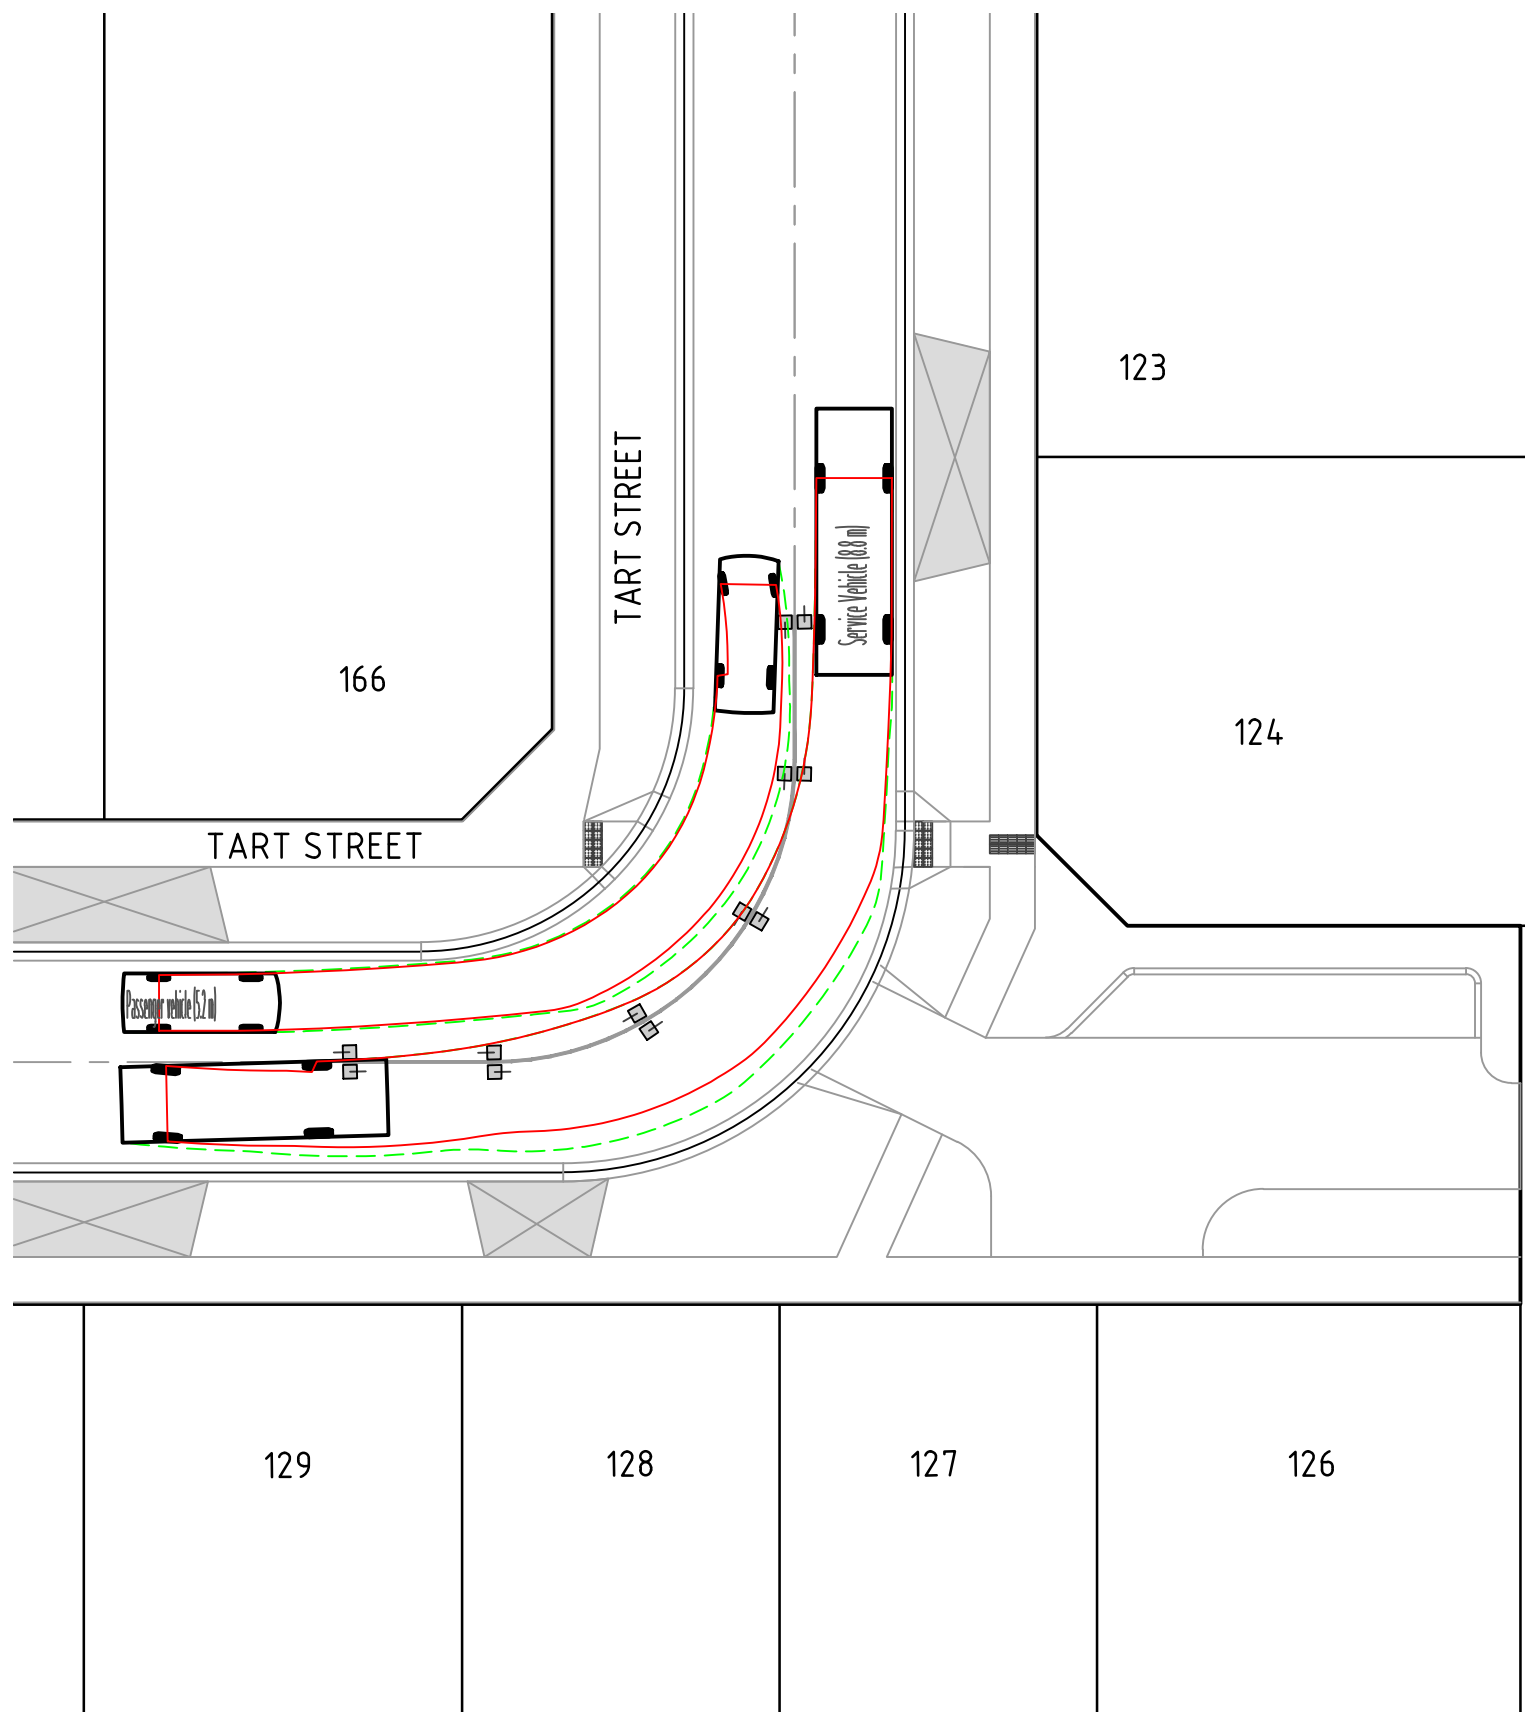 123
TART STREET
Service Vehicle (8.8 m)
166
124
TART STREET
Passenger vehicle (5.2 m)
129
128
127
126